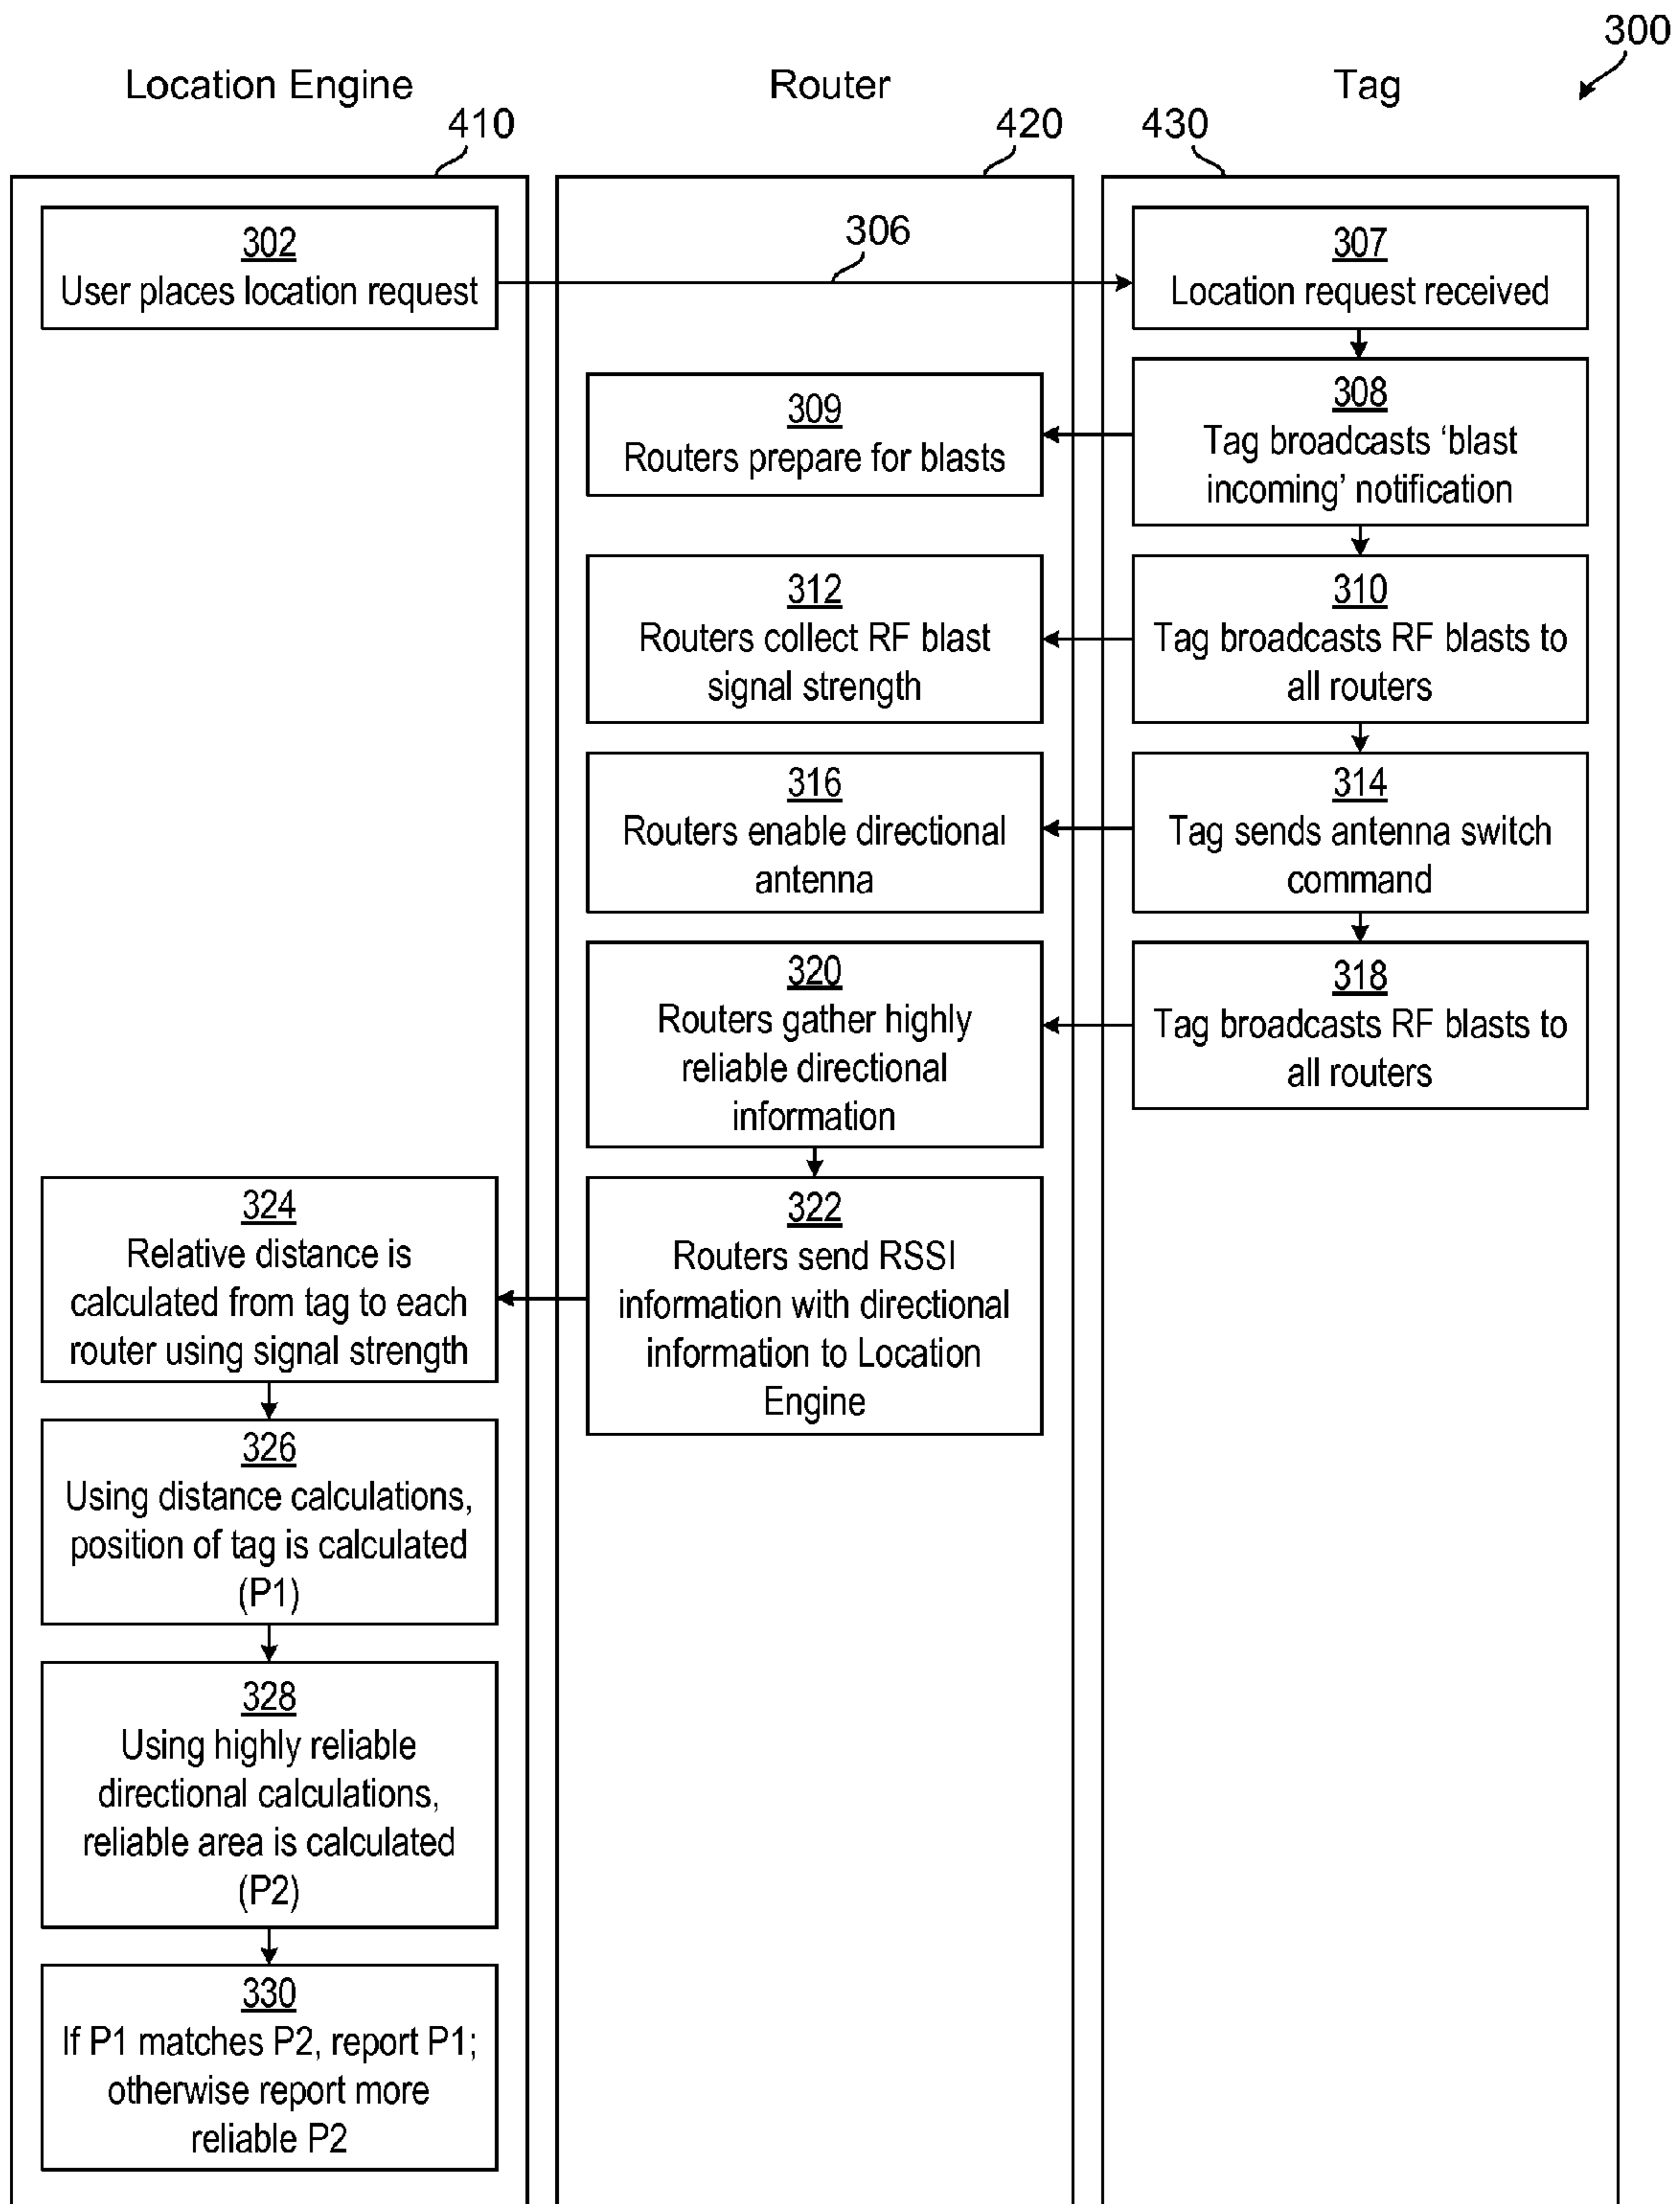 300
Location Engine
Router
Tag
410
420
430
302
User places location request
306
307
Location request received
309
Routers prepare for blasts
308
Tag broadcasts ‘blast
incoming’ notification
312
Routers collect RF blast
signal strength
310
Tag broadcasts RF blasts to
all routers
316
Routers enable directional
antenna
314
Tag sends antenna switch
command
320
Routers gather highly
reliable directional
information
318
Tag broadcasts RF blasts to
all routers
324
Relative distance is
calculated from tag to each
router using signal strength
322
Routers send RSSI
information with directional
information to Location
Engine
326
Using distance calculations,
position of tag is calculated
(P1)
328
Using highly reliable
directional calculations,
reliable area is calculated
(P2)
330
If P1 matches P2, report P1;
otherwise report more
reliable P2